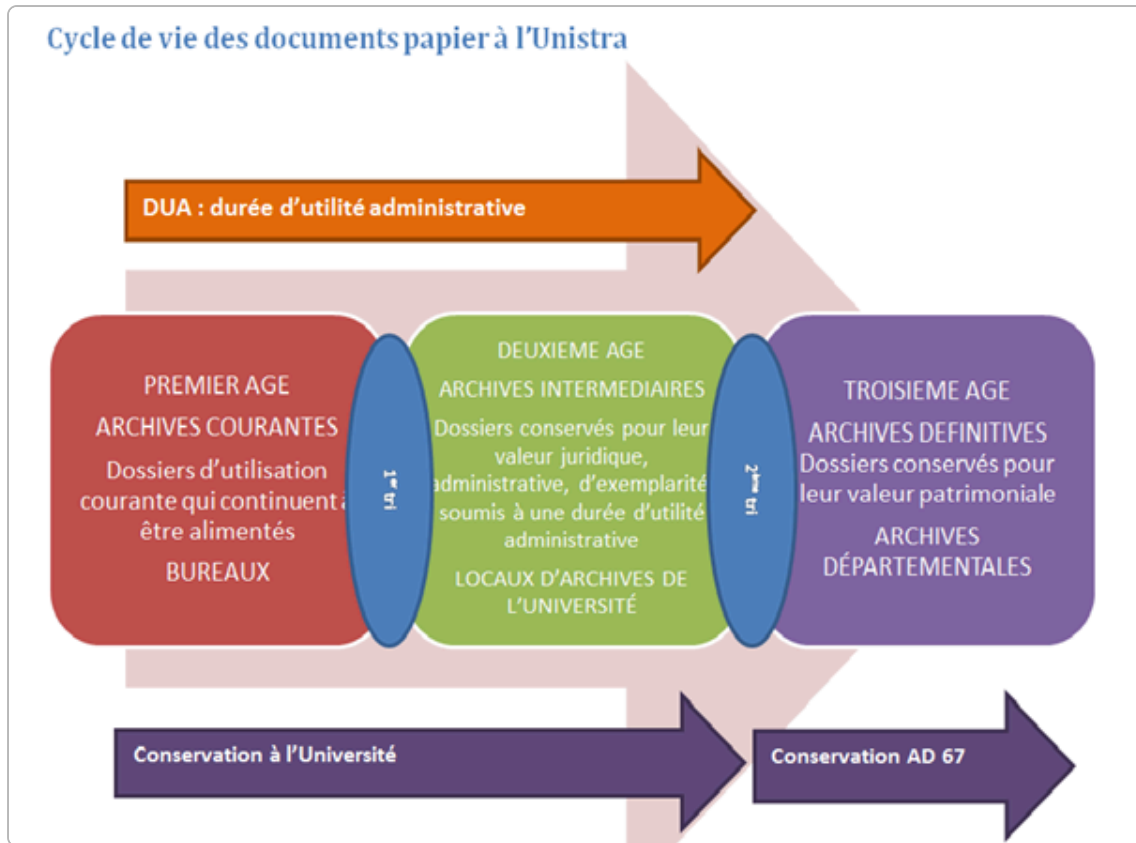 Cycle de vie des documents papier à l'Unistra
DUA : durée d'utilité administrative
PREMIER AGE
ARCHIVES COURANTES
Dossiers d'utilisation
courante qui continuent à
être alimentés
BUREAUX
1er tri
DEUXIEME AGE
ARCHIVES INTERMEDIAIRES
Dossiers conservés pour leur
valeur juridique,
administrative, d'exemplarité
soumis à une durée d'utilité
administrative
LOCAUX D'ARCHIVES DE
L'UNIVERSITÉ
2ème tri
TROISIEME AGE
ARCHIVES DEFINITIVES
Dossiers conservés pour
leur valeur patrimoniale
ARCHIVES
DÉPARTEMENTALES
Conservation à l'Université
Conservation AD 67